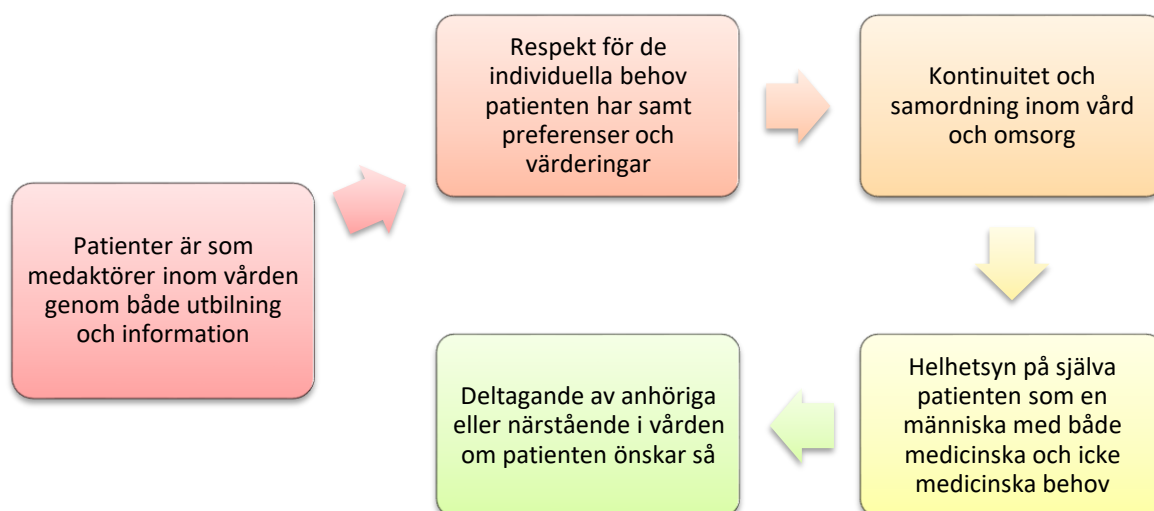 Patienter är som
medaktörer inom vården
genom både utbilning
och information
Respekt för de
individuella behov
patienten har samt
preferenser och
värderingar
Kontinuitet och
samordning inom vård
och omsorg
Helhetsyn på själva
patienten som en
människa med både
medicinska och icke
medicinska behov
Deltagande av anhöriga
eller närstående i vården
om patienten önskar så